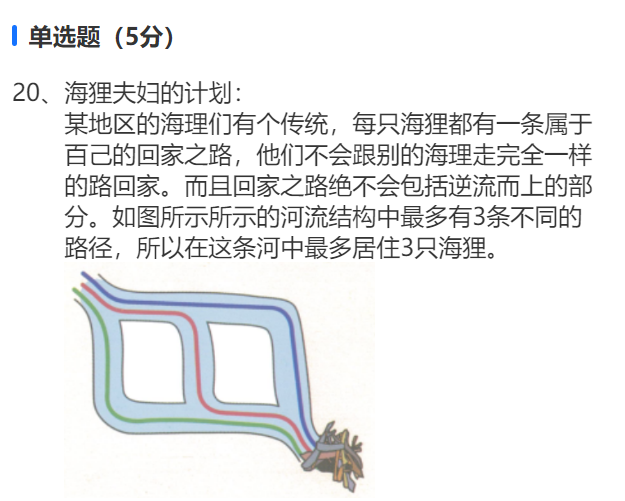 单选题（5分）
20、海狸夫妇的计划：
某地区的海理们有个传统，每只海狸都有一条属于
百己的回家之路，他们不会跟别的海理走完全一样
的路回家。而且回家之路绝不会包括逆流而上的部
分。如图所示所示的河流结构中最多有3条不同的
路径，所以在这条河中最多居住3只海狸。